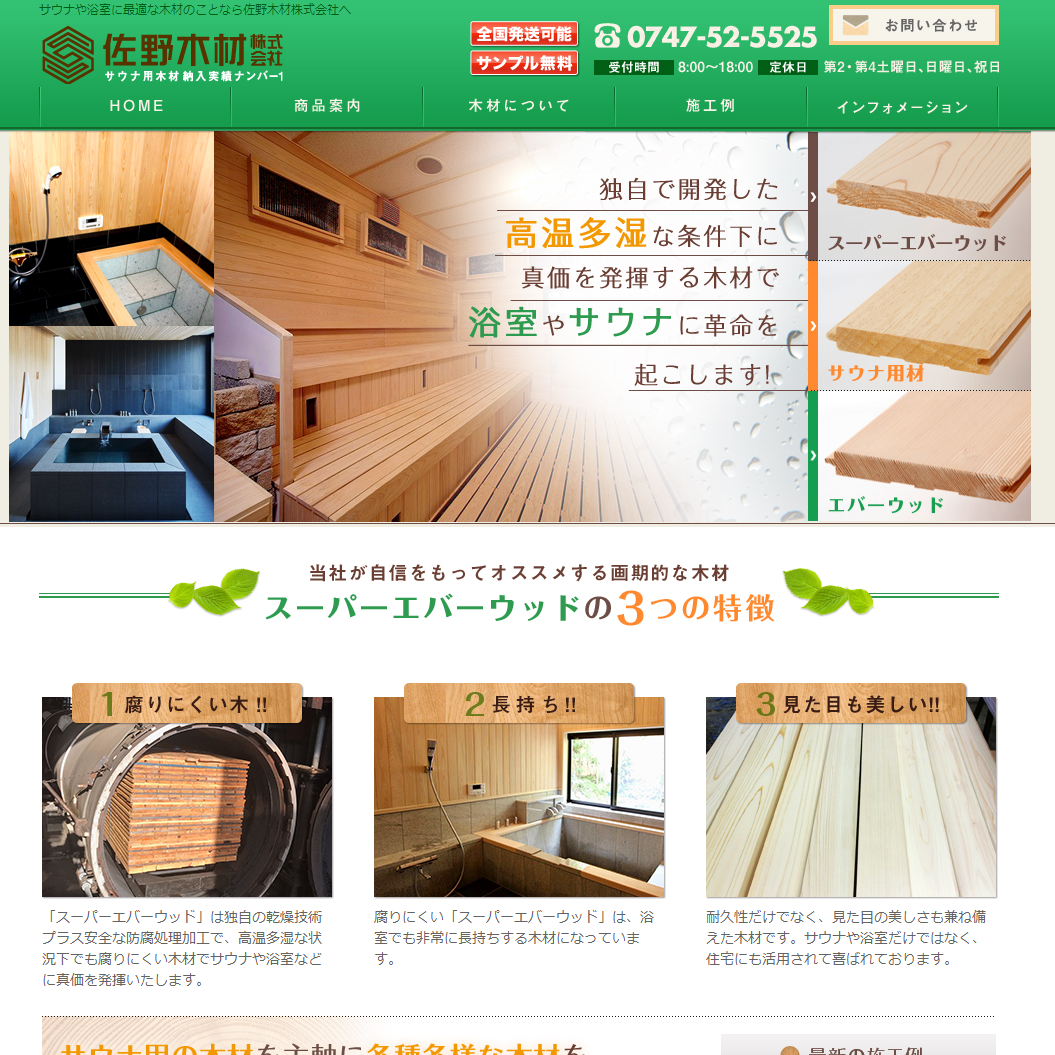 サウナや浴室に最適な木材のことなら佐野木材株式会社へ
佐野木材株式会社
サウナ用木材 納入実績ナンバー1
全国発送可能
サンプル無料
0747-52-5525
受付時間 8:00～18:00 定休日 第2・第4土曜日、日曜日、祝日
お問い合わせ
HOME
商品案内
木材について
施工例
インフォメーション
独自で開発した
高温多湿な条件下に
真価を発揮する木材で
浴室やサウナに革命を
起こします!
スーパーエバーウッド
サウナ用材
エバーウッド
当社が自信をもってオススメする画期的な木材
スーパーエバーウッドの3つの特徴
1 腐りにくい木 !!
「スーパーエバーウッド」は独自の乾燥技術
プラス安全な防腐処理加工で、高温多湿な状
況下でも腐りにくい木材でサウナや浴室など
に真価を発揮いたします。
2 長持ち !!
腐りにくい「スーパーエバーウッド」は、浴
室でも非常に長持ちする木材になっていま
す。
3 見た目も美しい!!
耐久性だけでなく、見た目の美しさも兼ね備
えた木材です。サウナや浴室だけではなく、
住宅にも活用されて喜ばれております。
サウナ用の木材を主軸に各種多様な木材を
最新の施工例